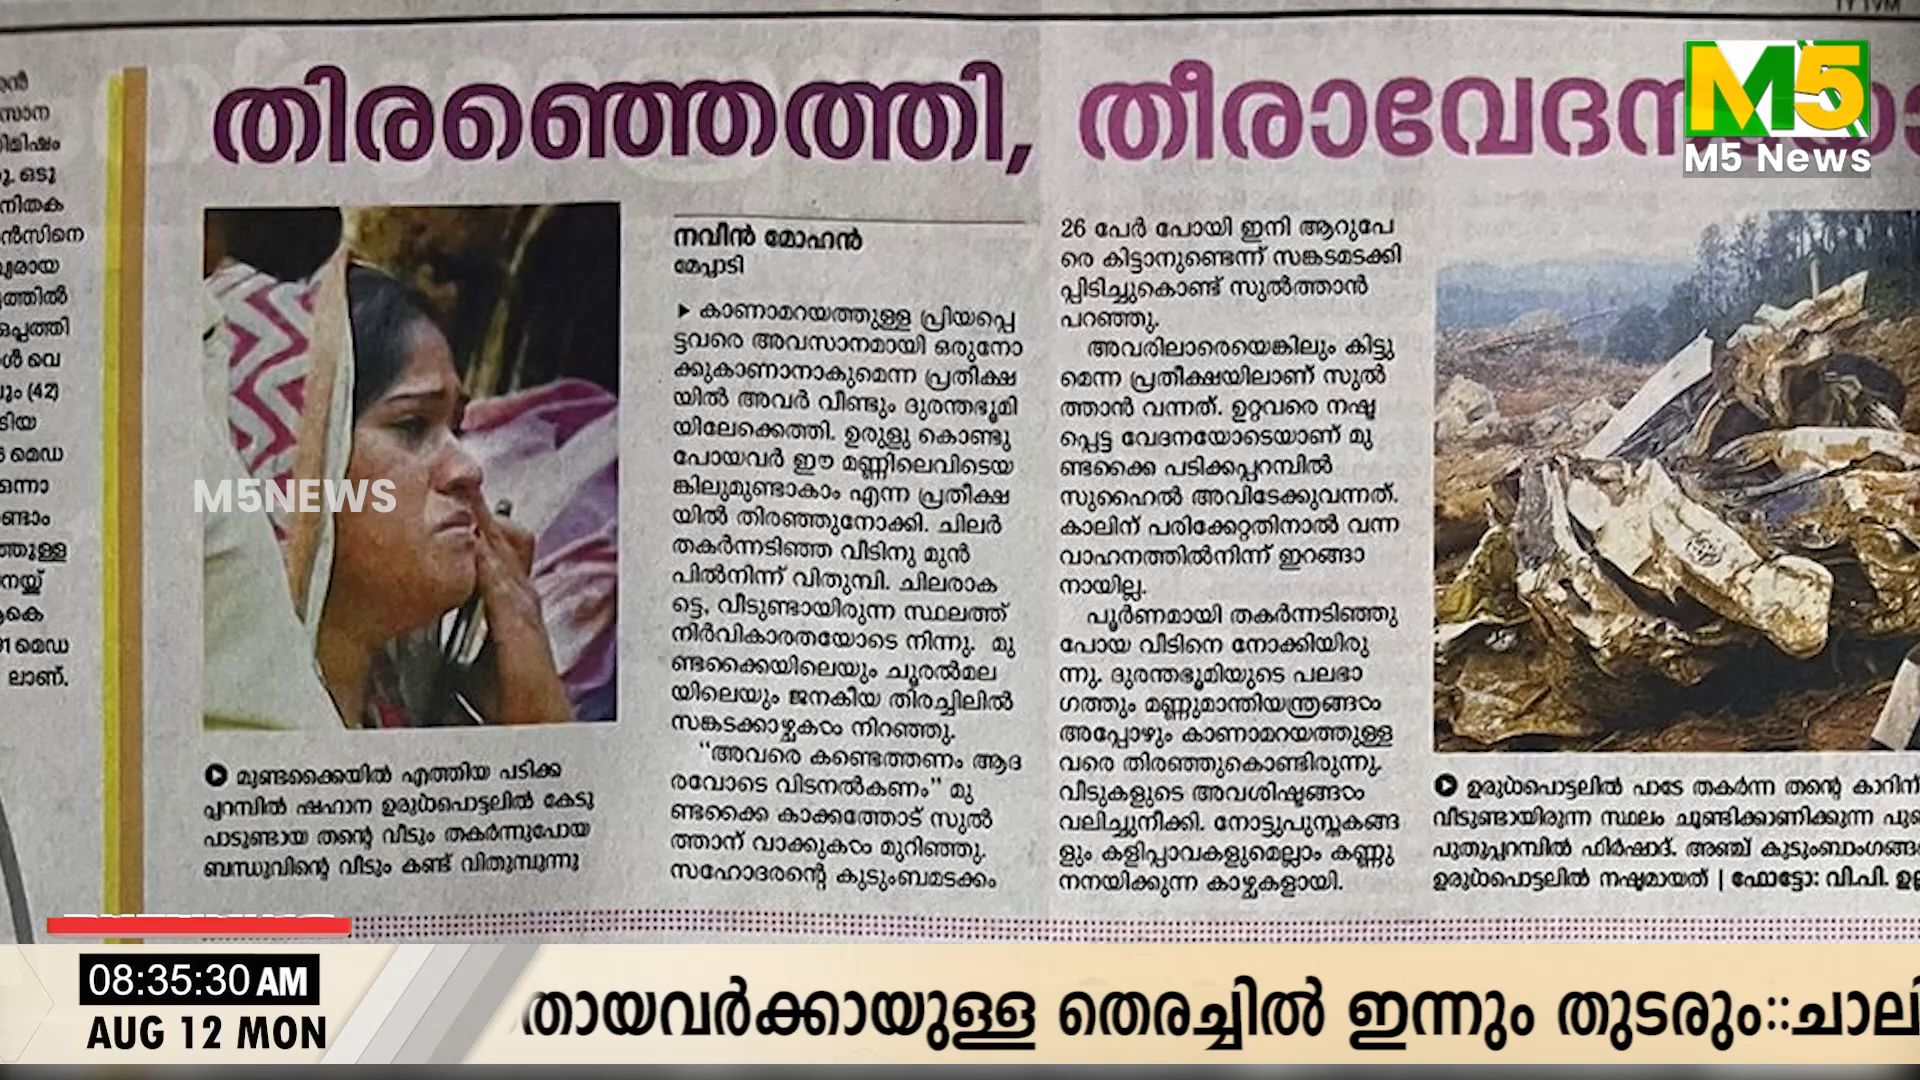 തിരഞ്ഞെത്തി,
M5
M5 News
നവീൻ മോഹൻ
മേപ്പാടി
കാണാമറയത്തുള്ള പ്രിയപ്പെ
ട്ടവരെ അവസാനമായി ഒരുനോ
ക്കുകാണാനാകുമെന്ന പ്രതീക്ഷ
യിൽ അവർ വീണ്ടും ദുരന്തഭൂമി
യിലേക്കെത്തി. ഉരുളു കൊണ്ടു
പോയവർ ഈ മണ്ണിലെവിടെയ
ങ്കിലുമുണ്ടാകാം എന്ന പ്രതീക്ഷ
യിൽ തിരഞ്ഞുനോക്കി. ചിലർ
തകർന്നടിഞ്ഞ വീടിനു മുൻ
പിൽനിന്ന് വിതുമ്പി. ചിലരാക
ട്ടെ, വീടുണ്ടായിരുന്ന സ്ഥലത്ത്
നിർവികാരതയോടെ നിന്നു. മു
ണ്ടക്കൈയിലെയും ചൂരൽമല
യിലെയും ജനകീയ തിരച്ചിലിൽ
സങ്കടക്കാഴ്ചകൾ നിറഞ്ഞു.
“അവരെ കണ്ടെത്തണം ആദ
രവോടെ വിടനൽകണം” മു
ണ്ടക്കൈ കാക്കത്തോട് സുൽ
ത്താന് വാക്കുകൾ മുറിഞ്ഞു.
സഹോദരന്റെ കുടുംബമടക്കം
26 പേർ പോയി ഇനി ആറുപേ
രെ കിട്ടാനുണ്ടെന്ന് സങ്കടമടക്കി
പ്പിടിച്ചുകൊണ്ട് സുൽത്താൻ
പറഞ്ഞു.
അവരിലാരെയെങ്കിലും കിട്ടു
മെന്ന പ്രതീക്ഷയിലാണ് സുൽ
ത്താൻ വന്നത്. ഉറ്റവരെ നഷ്ട
പ്പെട്ട വേദനയോടെയാണ് മു
ണ്ടക്കൈ പടിക്കപ്പറമ്പിൽ
സുഹൈൽ അവിടേക്കുവന്നത്.
കാലിന് പരിക്കേറ്റതിനാൽ വന്ന
വാഹനത്തിൽനിന്ന് ഇറങ്ങാ
നായില്ല.
പൂർണമായി തകർന്നടിഞ്ഞു
പോയ വീടിനെ നോക്കിയിരു
ന്നു. ദുരന്തഭൂമിയുടെ പലഭാ
ഗത്തും മണ്ണുമാന്തിയന്ത്രങ്ങൾ
അപ്പോഴും കാണാമറയത്തുള്ള
വരെ തിരഞ്ഞുകൊണ്ടിരുന്നു.
വീടുകളുടെ അവശിഷ്ടങ്ങൾ
വലിച്ചുനീക്കി. നോട്ടുപുസ്തകങ്ങ
ളും കളിപ്പാവകളുമെല്ലാം കണ്ണു
നനയിക്കുന്ന കാഴ്ചകളായി.
M5NEWS
മുണ്ടക്കൈയിൽ എത്തിയ പടിക്ക
പ്പറമ്പിൽ ഷഹാന ഉരുൾപൊട്ടലിൽ കേടു
പാടുണ്ടായ തന്റെ വീടും തകർന്നുപോയ
ബന്ധുവിന്റെ വീടും കണ്ട് വിതുമ്പുന്നു
ഉരുൾപൊട്ടലിൽ പാടേ തകർന്ന തന്റെ
വീടുണ്ടായിരുന്ന സ്ഥലം ചൂണ്ടിക്കാണിക്കുന്ന
പുതുപ്പറമ്പിൽ ഫിർഷാദ്. അഞ്ച്
ഉരുൾപൊട്ടലിൽ നഷ്ടമായത് | ഫോട്ടോ: വി.പി.
08:35:30 AM
AUG 12 MON
തെരച്ചിൽ ഇന്നും തുടരും::